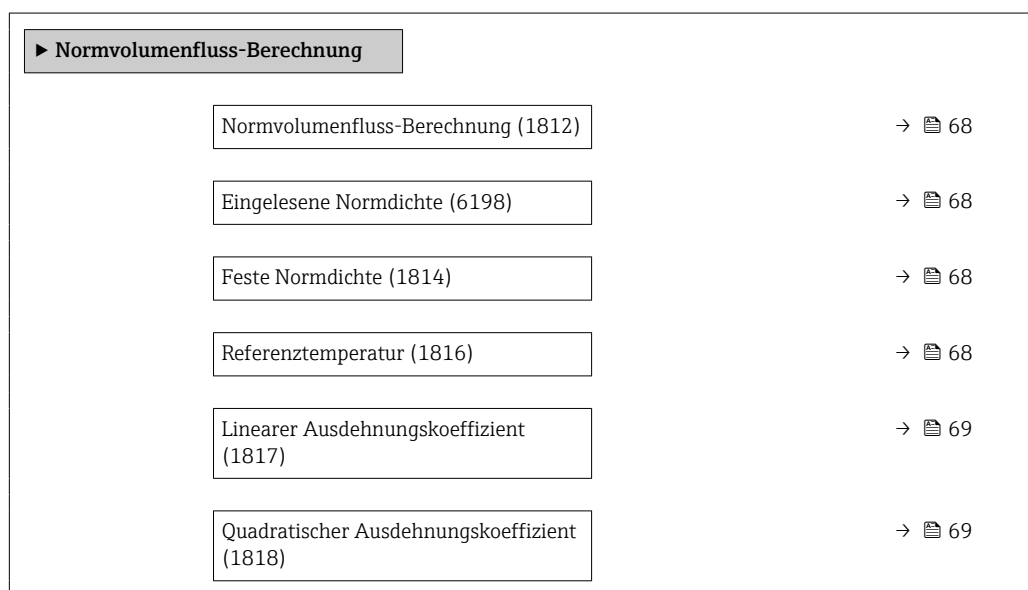 ▶ Normvolumenfluss-Berechnung
Normvolumenfluss-Berechnung (1812) → 68
Eingelesene Normdichte (6198) → 68
Feste Normdichte (1814) → 68
Referenztemperatur (1816) → 68
Linearer Ausdehnungskoeffizient → 69
(1817)
Quadratischer Ausdehnungskoeffizient → 69
(1818)